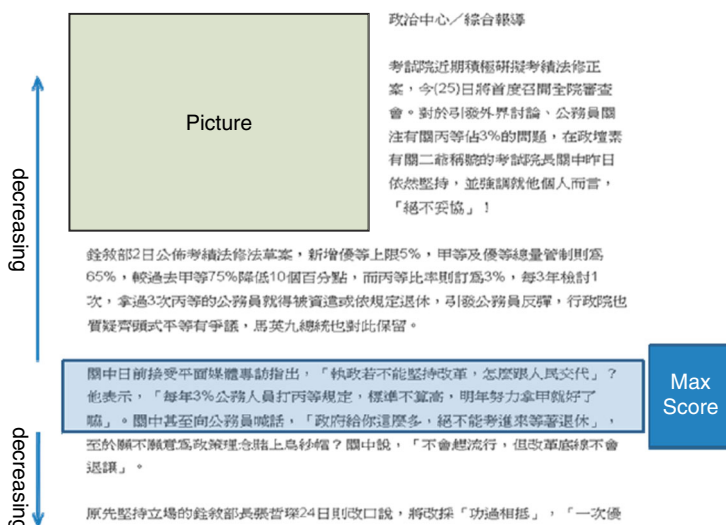 政治中心／綜合報導
Picture
考試院近期積極研擬考績法修正
案，今(25)日將首度召開全院審查
會。對於引發外界討論、公務員關
注有關丙等佔3%的問題，在政壇素
有關二爺稱號的考試院長關中昨日
依然堅持，並強調就他個人而言，
「絕不妥協」！
decreasing
銓敘部2日公佈考績法修法草案，新增優等上限5%，甲等及優等總量管制則為
65%，較過去甲等75%降低10個百分點，而丙等比率則訂為3%，每3年檢討1
次，拿過3次丙等的公務員就得被資遣或依規定退休，引發公務員反彈，行政院也
質疑齊頭式平等有爭議，馬英九總統也對此保留。
關中日前接受平面媒體專訪指出，「執政若不能堅持改革，怎麼跟人民交代」？
他表示，「每年3%公務人員打丙等規定，標準不算高，明年努力拿甲就好了
嘛」。關中甚至向公務員喊話，「政府給你這麼多，絕不能考進來等著退休」，
Max
Score
至於願不願意為政策理念賭上烏紗帽？關中說，「不會趕流行，但改革底線不會
退讓」。
decreasing
原先堅持立場的銓敘部長張哲琛24日則改口說，將改採「功過相抵」，「一次優